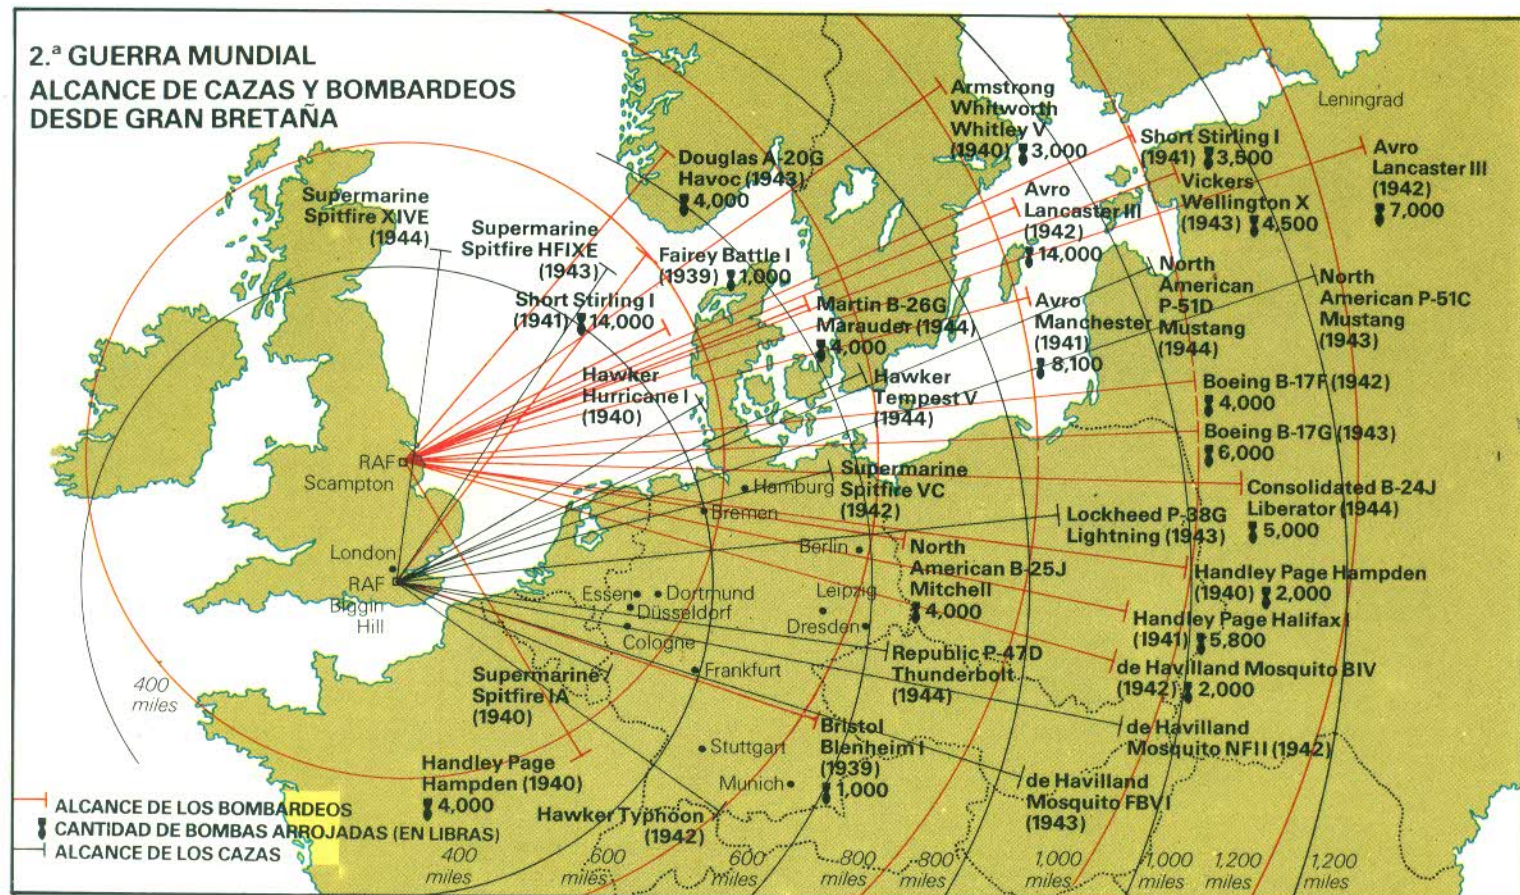 2.ª GUERRA MUNDIAL
ALCANCE DE CAZAS Y BOMBARDEOS
DESDE GRAN BRETAÑA
Leningrad
Armstrong
Whitworth
Whitley V
(1940) 3,000
Short Stirling I
(1941) 3,500
Avro
Lancaster III
(1942)
7,000
Vickers
Wellington X
(1943) 4,500
Douglas A-20G
Havoc (1943)
4,000
Avro
Lancaster III
(1942)
14,000
Supermarine
Spitfire XIVE
(1944)
Supermarine
Spitfire HFIXE
(1943)
Fairey Battle I
(1939) 1,000
Short Stirling I
(1941) 14,000
Martin B-26G
Marauder (1944)
4,000
Avro
Manchester
(1941)
8,100
North
American
P-51D
Mustang
(1944)
North
American P-51C
Mustang
(1943)
Hawker
Hurricane I
(1940)
Hawker
Tempest V
(1944)
Boeing B-17F (1942)
4,000
Boeing B-17G (1943)
6,000
RAF
Scampton
Supermarine
Spitfire VC
(1942)
Hamburg
Bremen
Consolidated B-24J
Liberator (1944)
5,000
Lockheed P-38G
Lightning (1943)
London
RAF
Biggin
Hill
Berlin
North
American B-25J
Mitchell
4,000
Essen
Dortmund
Düsseldorf
Cologne
Leipzig
Dresden
Handley Page Hampden
(1940) 2,000
Handley Page Halifax I
(1941) 5,800
Frankfurt
Republic P-47D
Thunderbolt
(1944)
de Havilland Mosquito BIV
(1942) 2,000
400
miles
Supermarine
Spitfire IA
(1940)
Bristol
Blenheim I
(1939)
1,000
de Havilland
Mosquito NFII (1942)
Stuttgart
Munich
Handley Page
Hampden (1940)
4,000
Hawker Typhoon
(1942)
de Havilland
Mosquito FBVI
(1943)
ALCANCE DE LOS BOMBARDEOS
CANTIDAD DE BOMBAS ARROJADAS (EN LIBRAS)
ALCANCE DE LOS CAZAS
400
miles
600
miles
600
miles
800
miles
800
miles
1,000
miles
1,000
miles
1,200
miles
1,200
miles